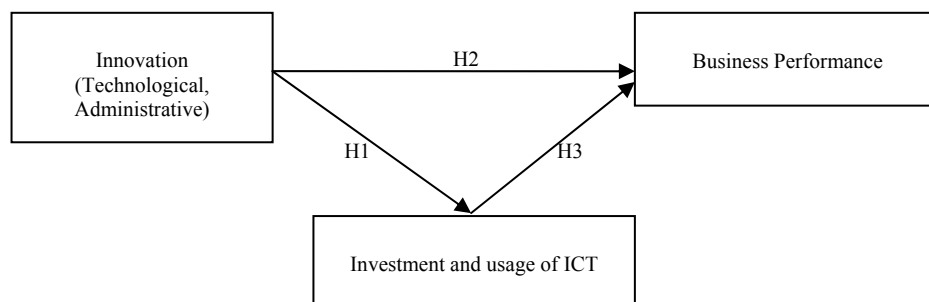 Innovation
(Technological,
Administrative)
H2
Business Performance
H1
H3
Investment and usage of ICT